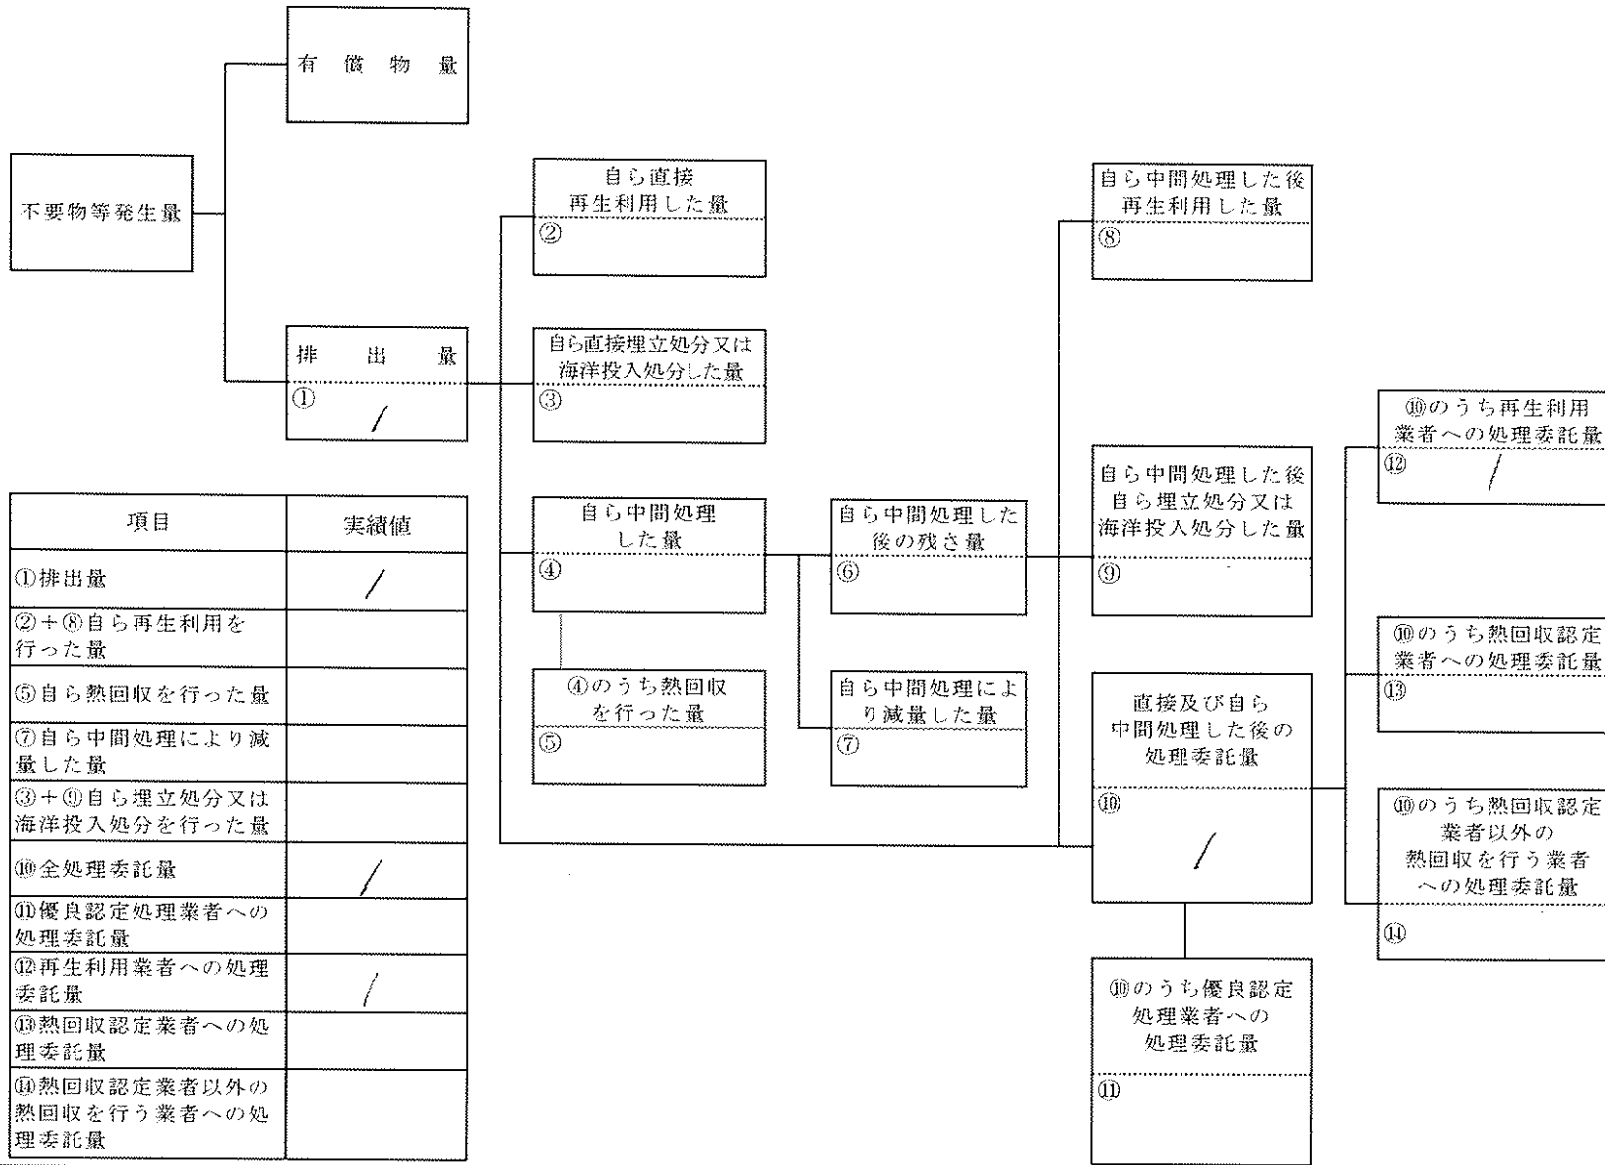 有償物量
不要物等発生量
排出量
①
/
自ら直接
再生利用した量
②
自ら直接埋立処分又は
海洋投入処分した量
③
自ら中間処理
した量
④
④のうち熱回収
を行った量
⑤
自ら中間処理した
後の残さ量
⑥
自ら中間処理によ
り減量した量
⑦
自ら中間処理した後
再生利用した量
⑧
自ら中間処理した後
自ら埋立処分又は
海洋投入処分した量
⑨
直接及び自ら
中間処理した後の
処理委託量
⑩
/
⑩のうち優良認定
処理業者への
処理委託量
⑪
⑩のうち再生利用
業者への処理委託量
⑫
/
⑩のうち熱回収認定
業者への処理委託量
⑬
⑩のうち熱回収認定
業者以外の
熱回収を行う業者
への処理委託量
⑭
項目 実績値
①排出量 /
②+⑧自ら再生利用を
行った量
⑤自ら熱回収を行った量
⑦自ら中間処理により減
量した量
③+⑨自ら埋立処分又は
海洋投入処分を行った量
⑩全処理委託量 /
⑪優良認定処理業者への
処理委託量
⑫再生利用業者への処理
委託量 /
⑬熱回収認定業者への処
理委託量
⑭熱回収認定業者以外の
熱回収を行う業者への処
理委託量